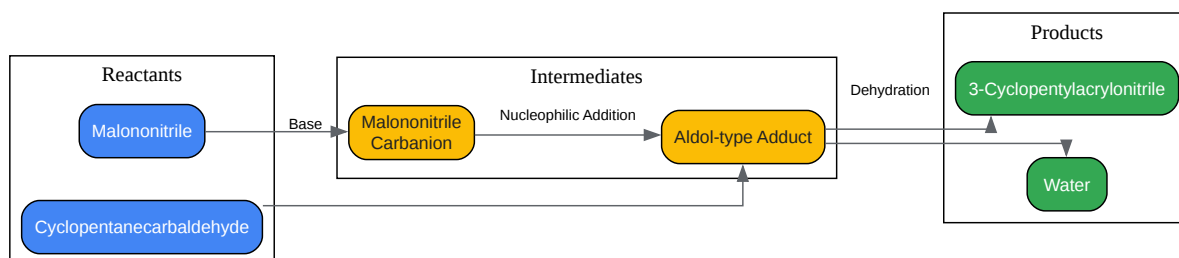 Reactants
Malononitrile
Cyclopentanecarbaldehyde
Base
Intermediates
Malononitrile
Carbanion
Nucleophilic Addition
Aldol-type Adduct
Dehydration
Products
3-Cyclopentylacrylonitrile
Water